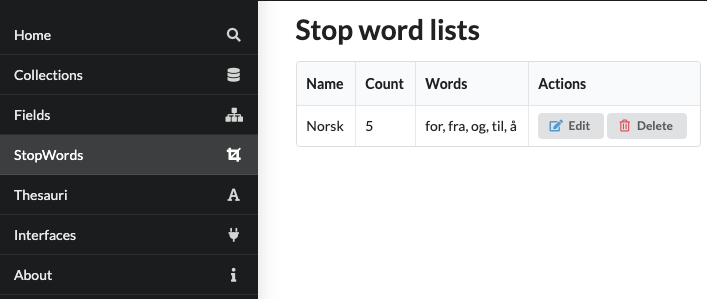 Home
Collections
Fields
StopWords
Thesauri
Interfaces
About
Stop word lists
Name Count Words Actions
Norsk 5 for, fra, og, til, å Edit Delete